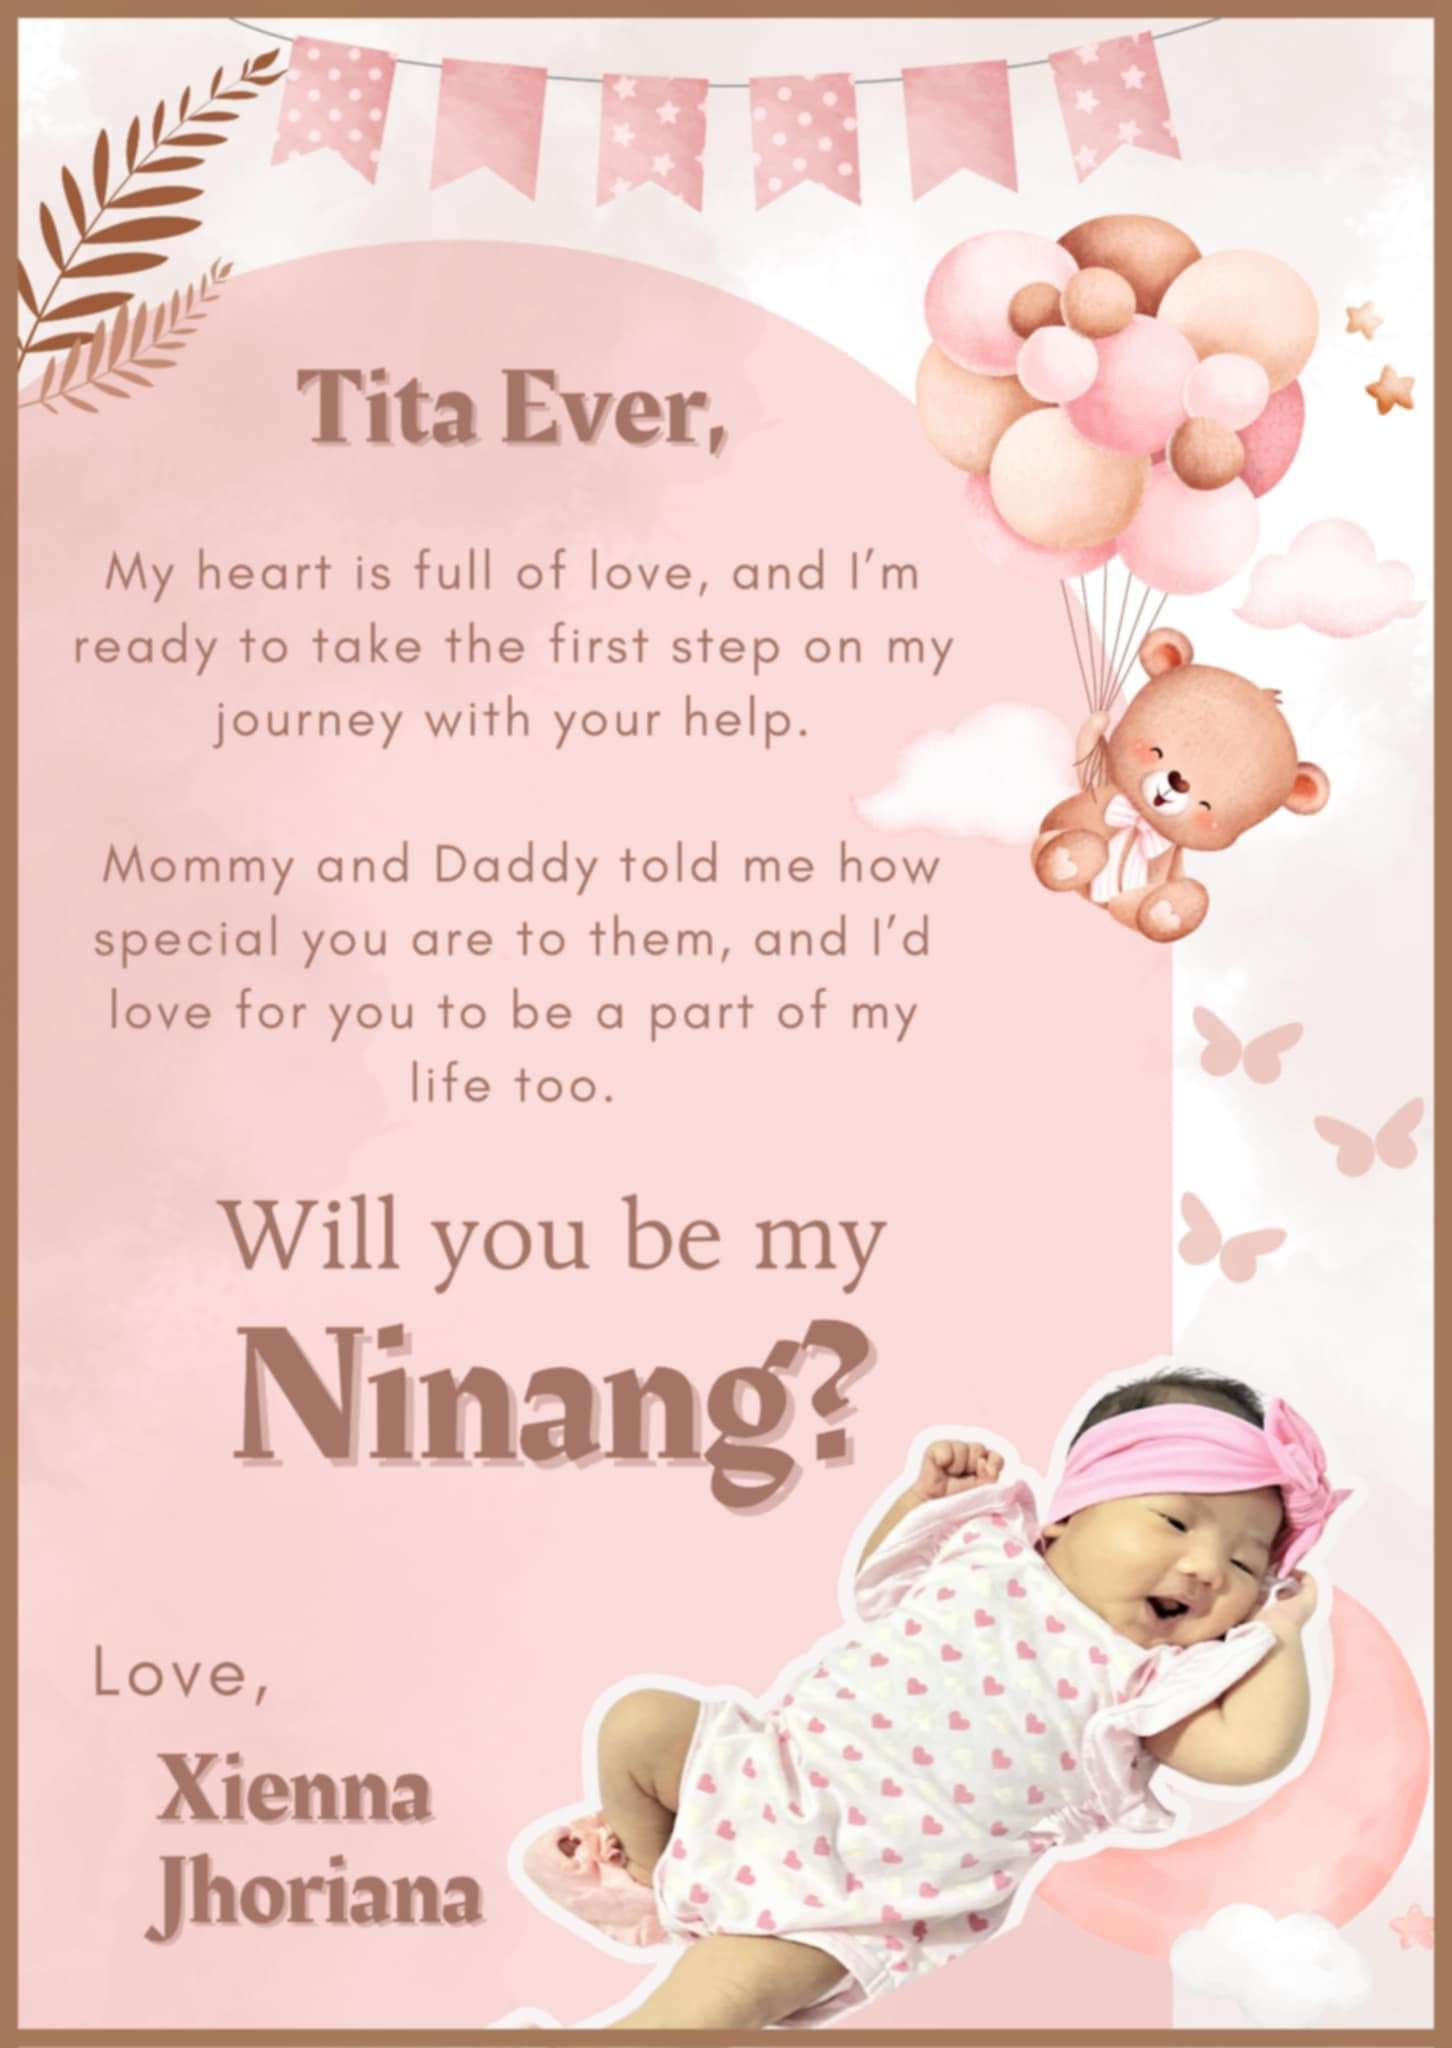 Tita Ever,
My heart is full of love, and I'm
ready to take the first step on my
journey with your help.
Mommy and Daddy told me how
special you are to them, and I'd
love for you to be a part of my
life too.
Will you be my
Ninang?
Love,
Xienna
Jhoriana